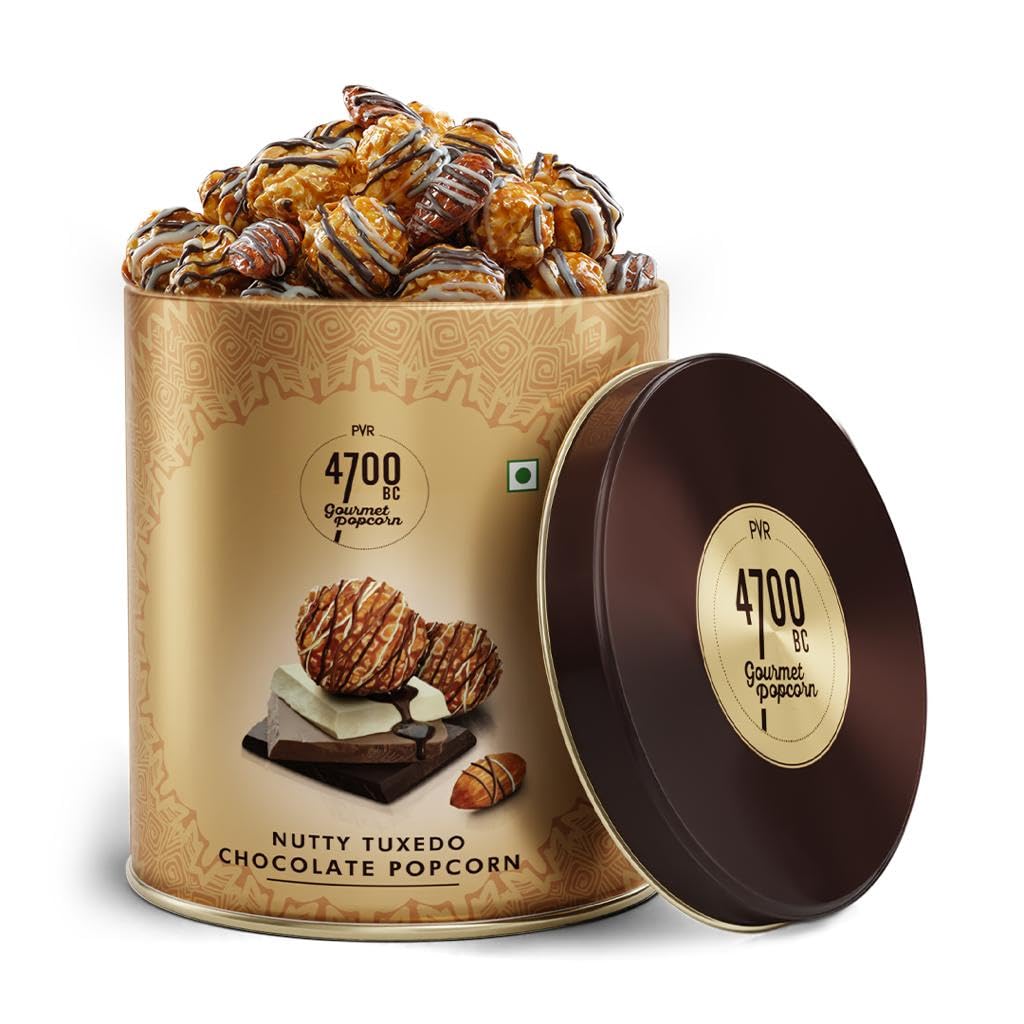 PVR
4700
BC
Gourmet
popcorn
NUTTY TUXEDO
CHOCOLATE POPCORN
PVR
4700
BC
Gourmet
popcorn